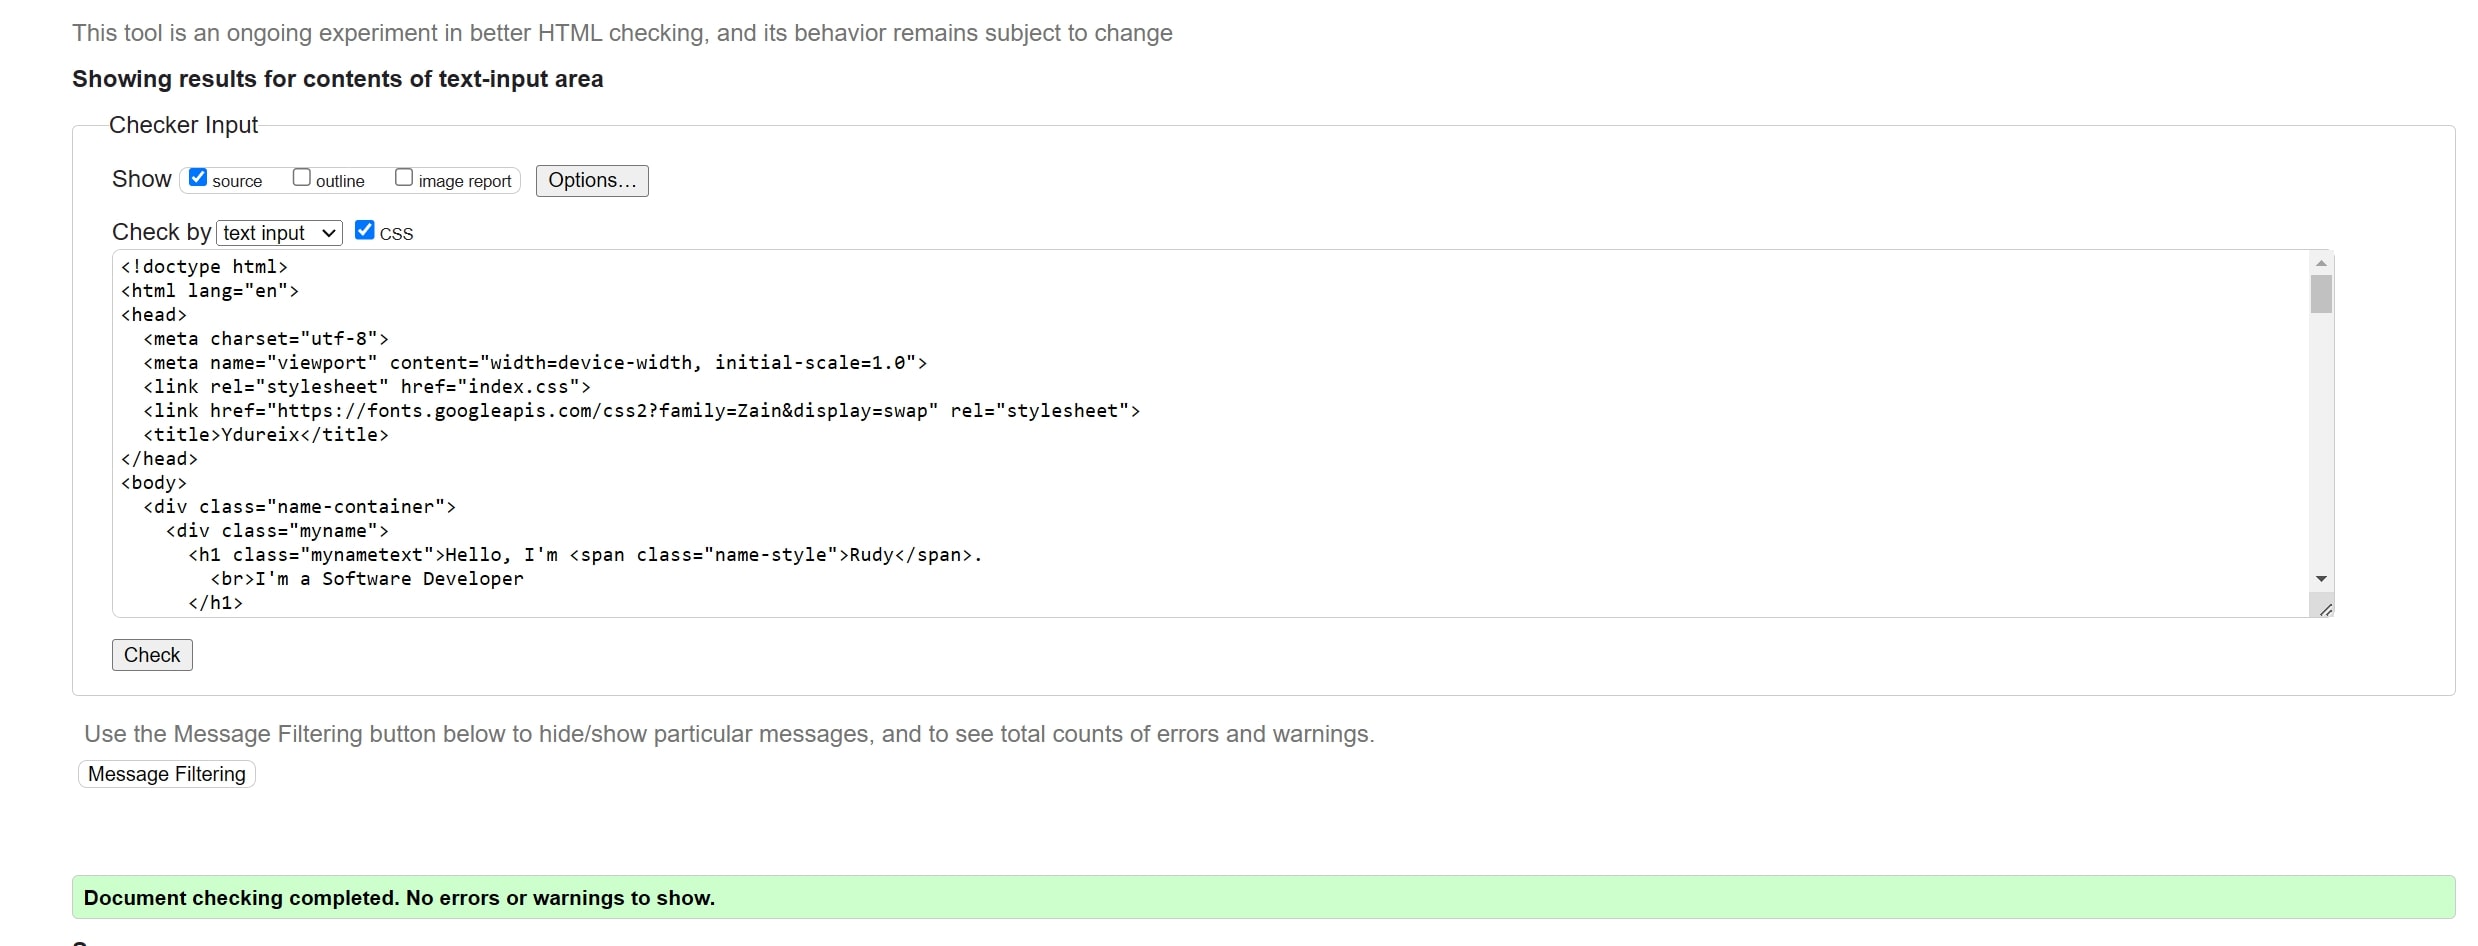 This tool is an ongoing experiment in better HTML checking, and its behavior remains subject to change
Showing results for contents of text-input area
Checker Input
Show source outline image report Options...
Check by text input CSS
<!doctype html>
<html lang="en">
<head>
  <meta charset="utf-8">
  <meta name="viewport" content="width=device-width, initial-scale=1.0">
  <link rel="stylesheet" href="index.css">
  <link href="https://fonts.googleapis.com/css2?family=Zain&display=swap" rel="stylesheet">
  <title>Ydureix</title>
</head>
<body>
  <div class="name-container">
    <div class="myname">
      <h1 class="mynametext">Hello, I'm <span class="name-style">Rudy</span>.
        <br>I'm a Software Developer
      </h1>
Check
Use the Message Filtering button below to hide/show particular messages, and to see total counts of errors and warnings.
Message Filtering
Document checking completed. No errors or warnings to show.